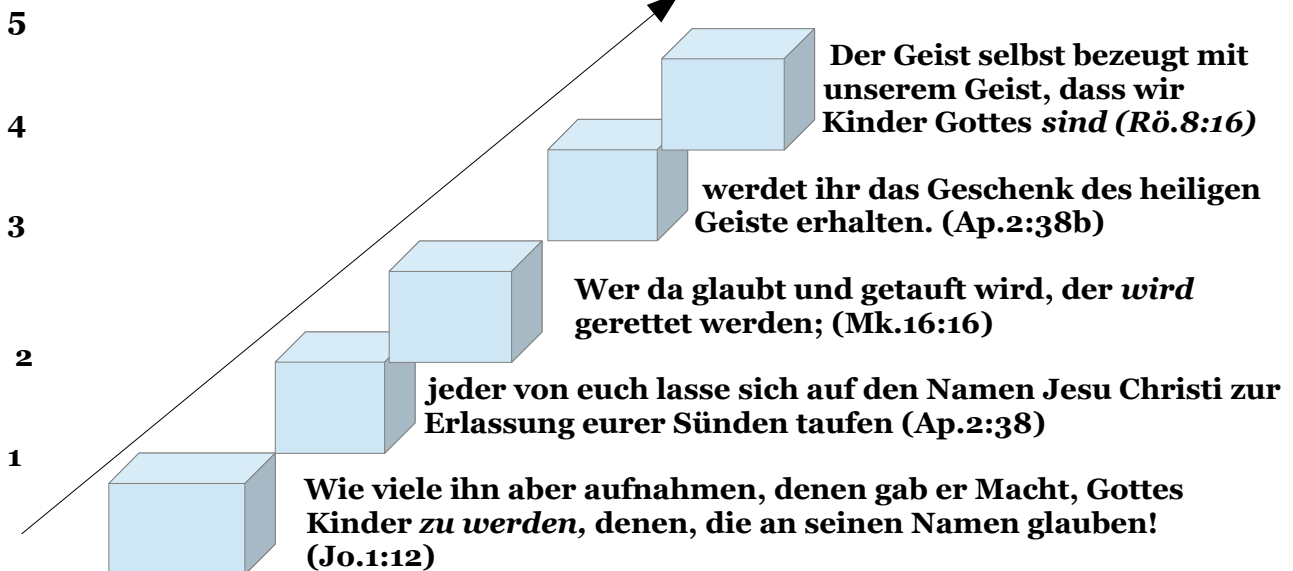 5
Der Geist selbst bezeugt mit
unserem Geist, dass wir
4
Kinder Gottes sind (Rö.8:16)
werdet ihr das Geschenk des heiligen
3
Geiste erhalten. (Ap.2:38b)
Wer da glaubt und getauft wird, der wird
gerettet werden; (Mk.16:16)
2
jeder von euch lasse sich auf den Namen Jesu Christi zur
Erlassung eurer Sünden taufen (Ap.2:38)
1
Wie viele ihn aber aufnahmen, denen gab er Macht, Gottes
Kinder zu werden, denen, die an seinen Namen glauben!
(Jo.1:12)